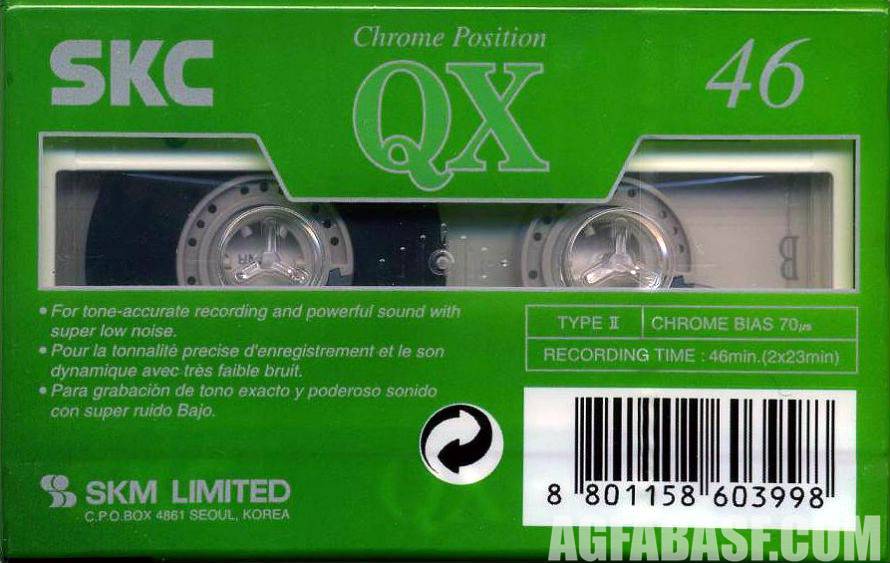 SKC
Chrome Position
QX
46
B
• For tone-accurate recording and powerful sound with
super low noise.
• Pour la tonnalité precise d'enregistrement et le son
dynamique avec très faible bruit.
• Para grabación de tono exacto y poderoso sonido
con super ruido Bajo.
TYPE II
CHROME BIAS 70µs
RECORDING TIME : 46min.(2x23min)
SKM LIMITED
C.P.O.BOX 4861 SEOUL, KOREA
8 801158 603998
AGFABASF.COM